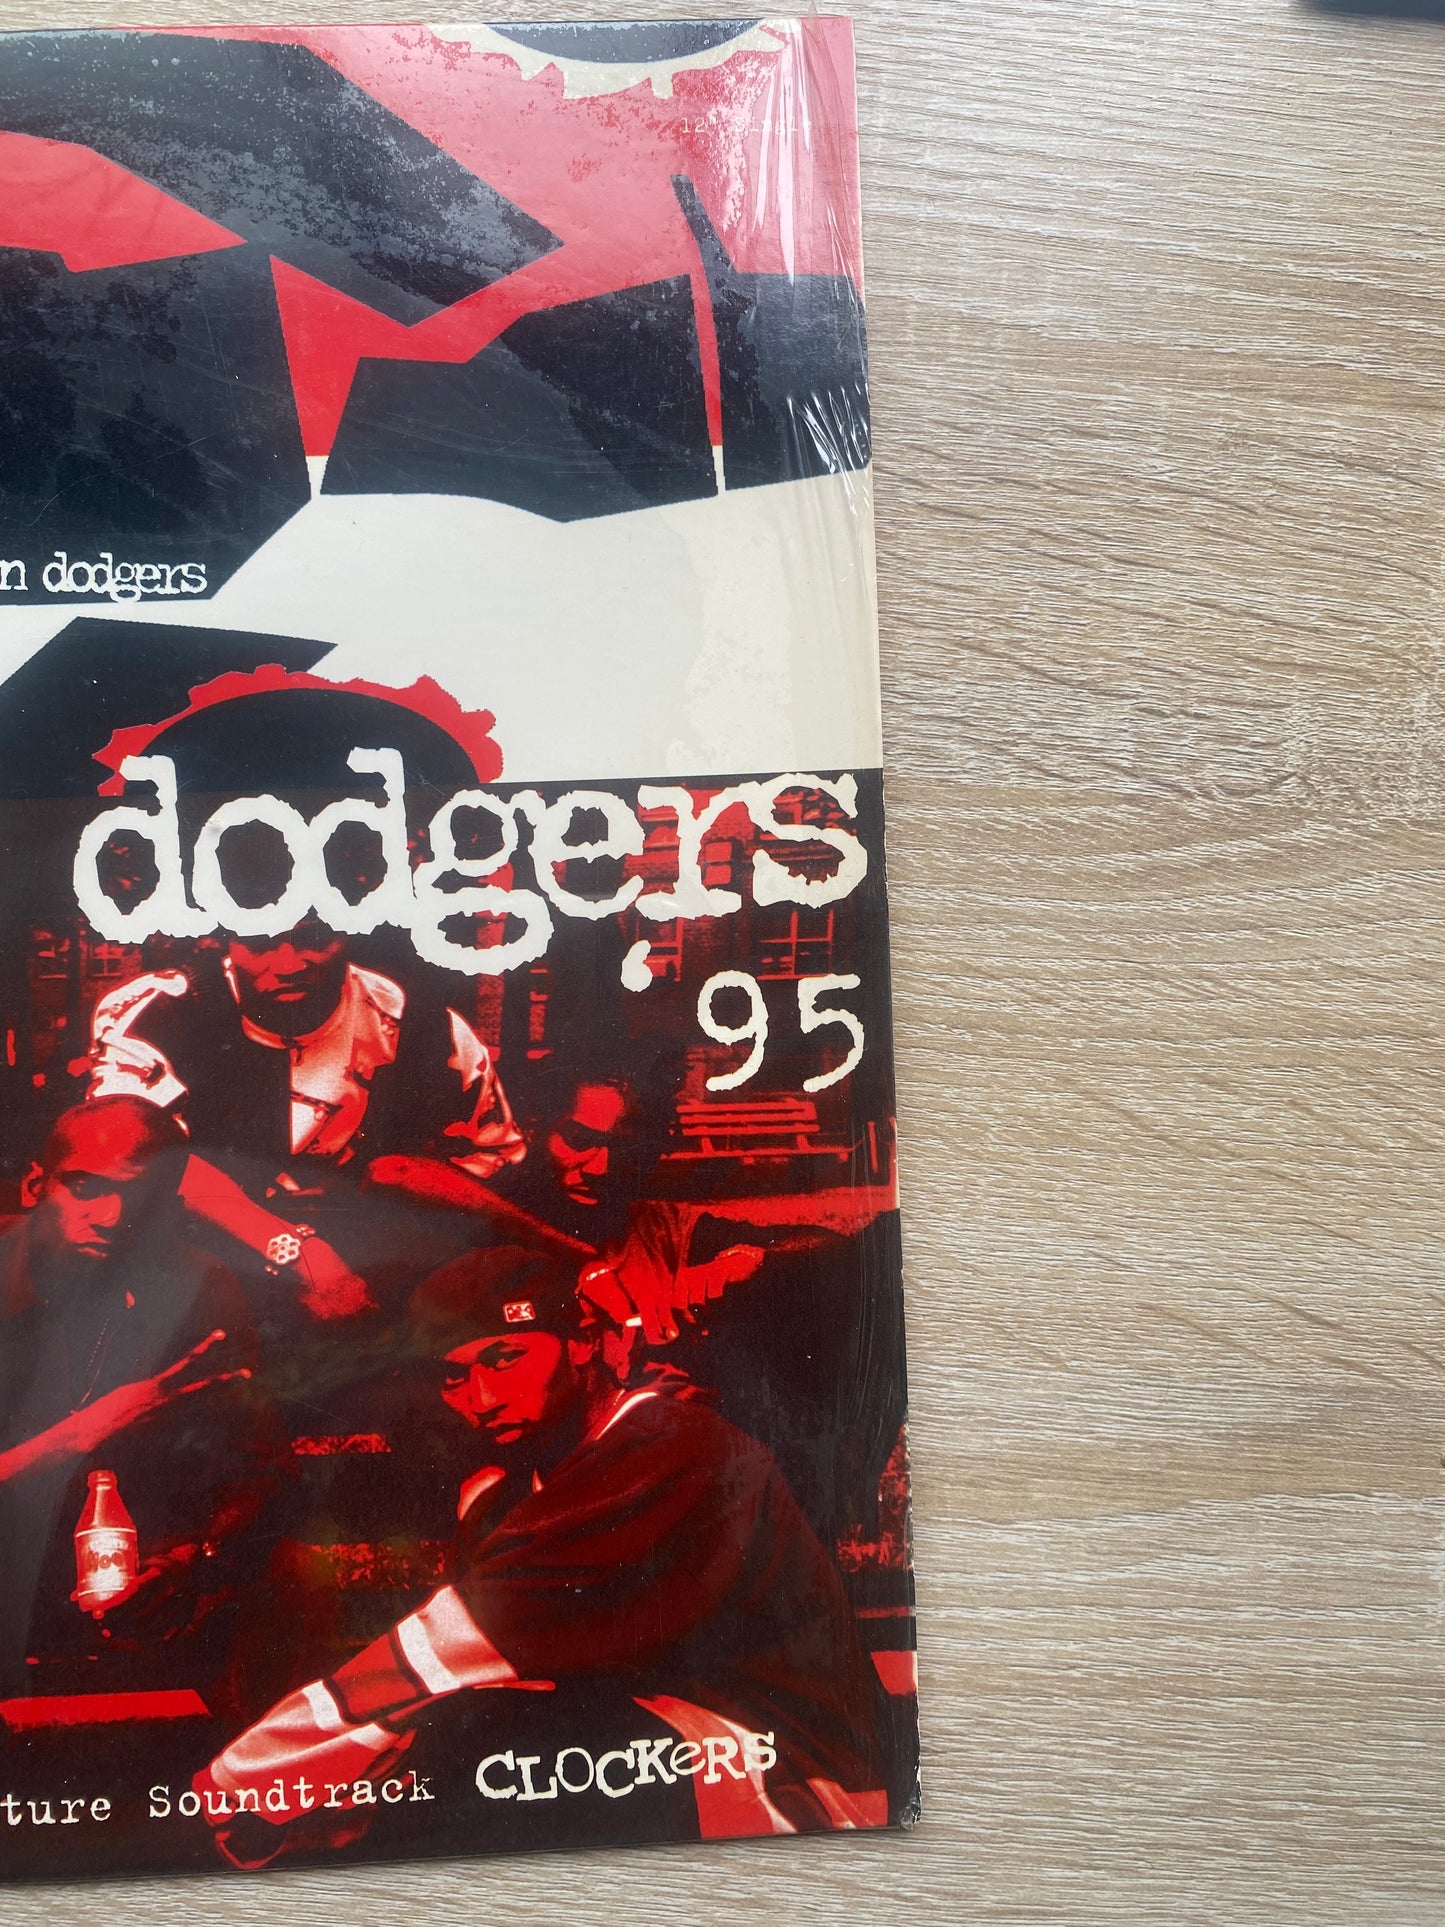 12" Single
n dodgers
dodgers
'95
ture Soundtrack CLOCKeRS